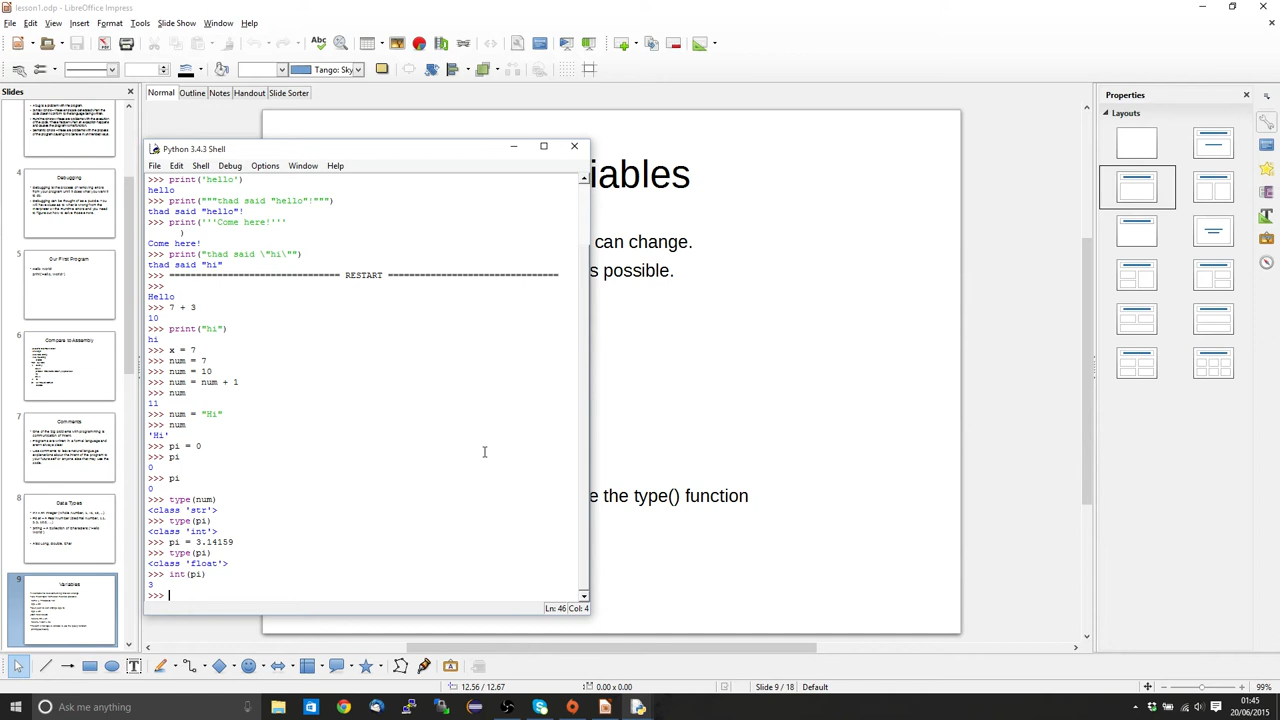 lesson1.odp - LibreOffice Impress
File Edit View Insert Format Tools Slide Show Window Help
Tango: Sky
Slides
Normal Outline Notes Handout Slide Sorter
Properties
Layouts
4
Debugging
5
Our First Program
6
Compare to Assembly
7
Comments
8
Data Types
9
Variables
iables
can change.
s possible.
e the type() function
Python 3.4.3 Shell
File Edit Shell Debug Options Window Help
>>> print('hello')
hello
>>> print("""thad said "hello"!""")
thad said "hello"!
>>> print('''Come here!'''
)
Come here!
>>> print("thad said \"hi\"")
thad said "hi"
>>> ================================ RESTART ================================
>>>
Hello
>>> 7 + 3
10
>>> print("hi")
hi
>>> x = 7
>>> num = 7
>>> num = 10
>>> num = num + 1
>>> num
11
>>> num = "Hi"
>>> num
'Hi'
>>> pi = 0
>>> pi
0
>>> pi
0
>>> type(num)
<class 'str'>
>>> type(pi)
<class 'int'>
>>> pi = 3.14159
>>> type(pi)
<class 'float'>
>>> int(pi)
3
>>>
Ln: 46 Col: 4
12.56 / 12.67 0.00 x 0.00 Slide 9 / 18 Default 99%
Ask me anything
01:45
20/06/2015